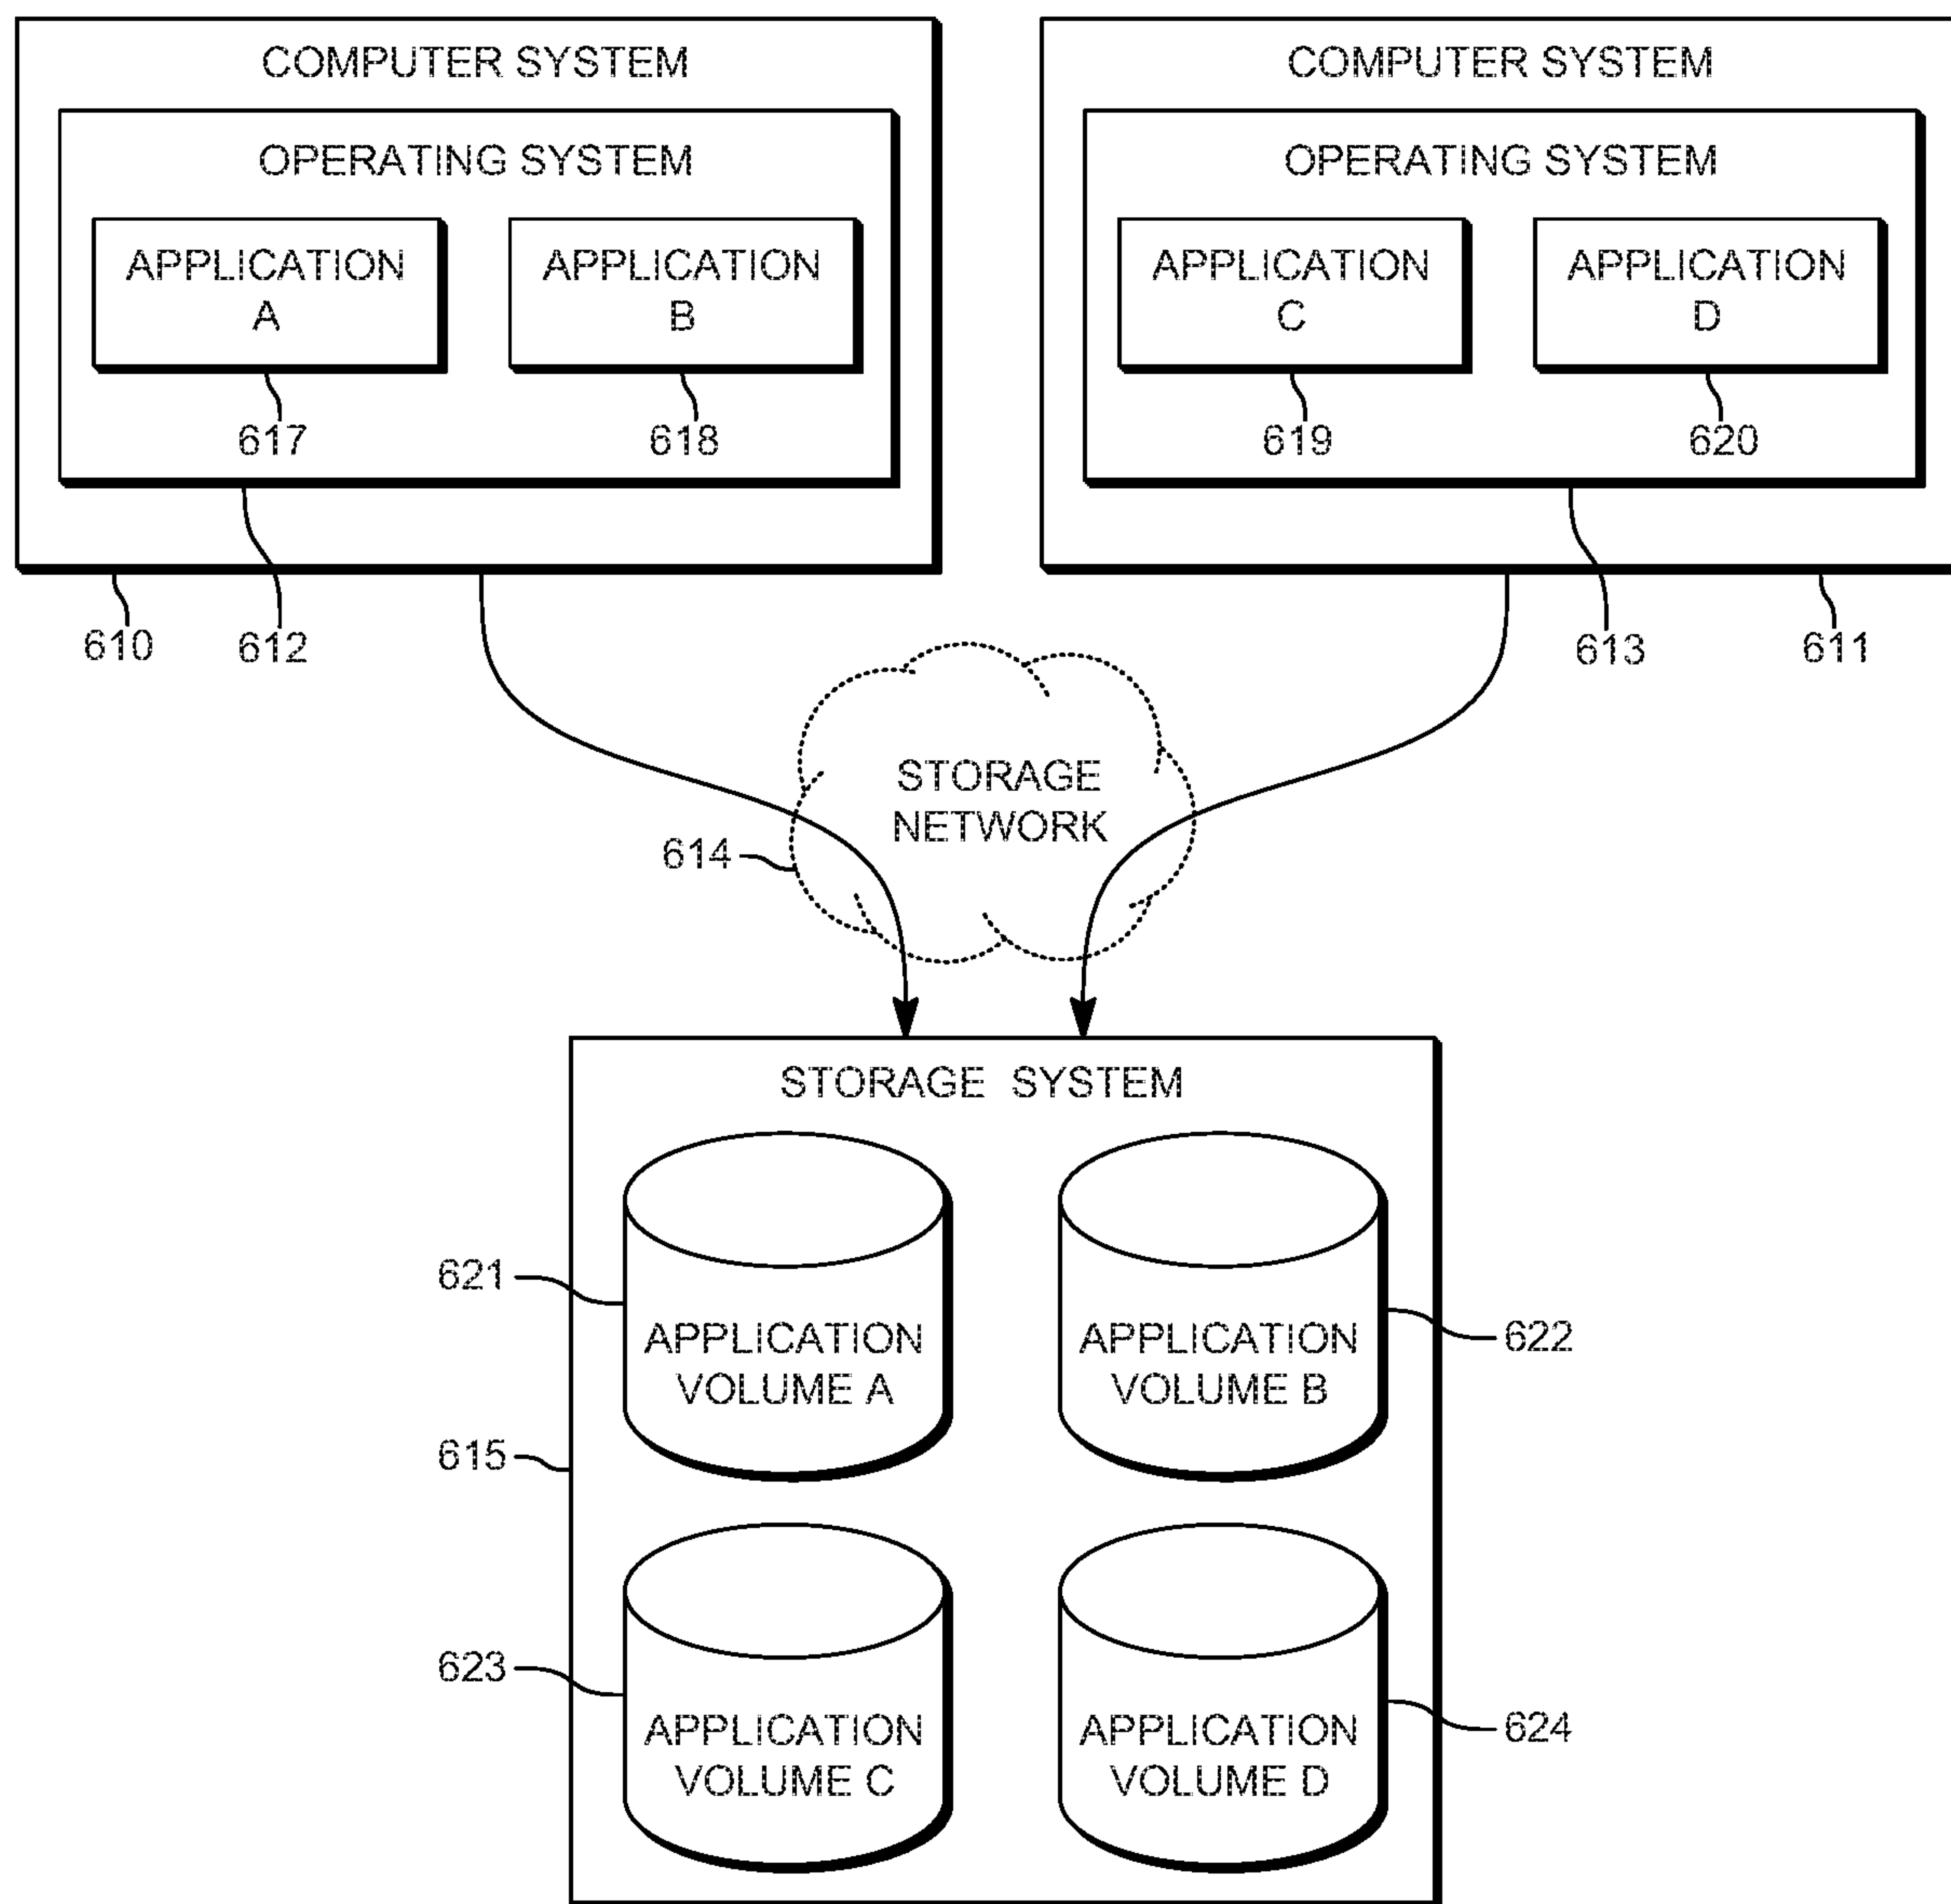 COMPUTER SYSTEM
OPERATING SYSTEM
APPLICATION
A
APPLICATION
B
617
618
610
612
COMPUTER SYSTEM
OPERATING SYSTEM
APPLICATION
C
APPLICATION
D
619
620
613
611
STORAGE
NETWORK
614
STORAGE SYSTEM
621
APPLICATION
VOLUME A
APPLICATION
VOLUME B
622
615
623
APPLICATION
VOLUME C
APPLICATION
VOLUME D
624